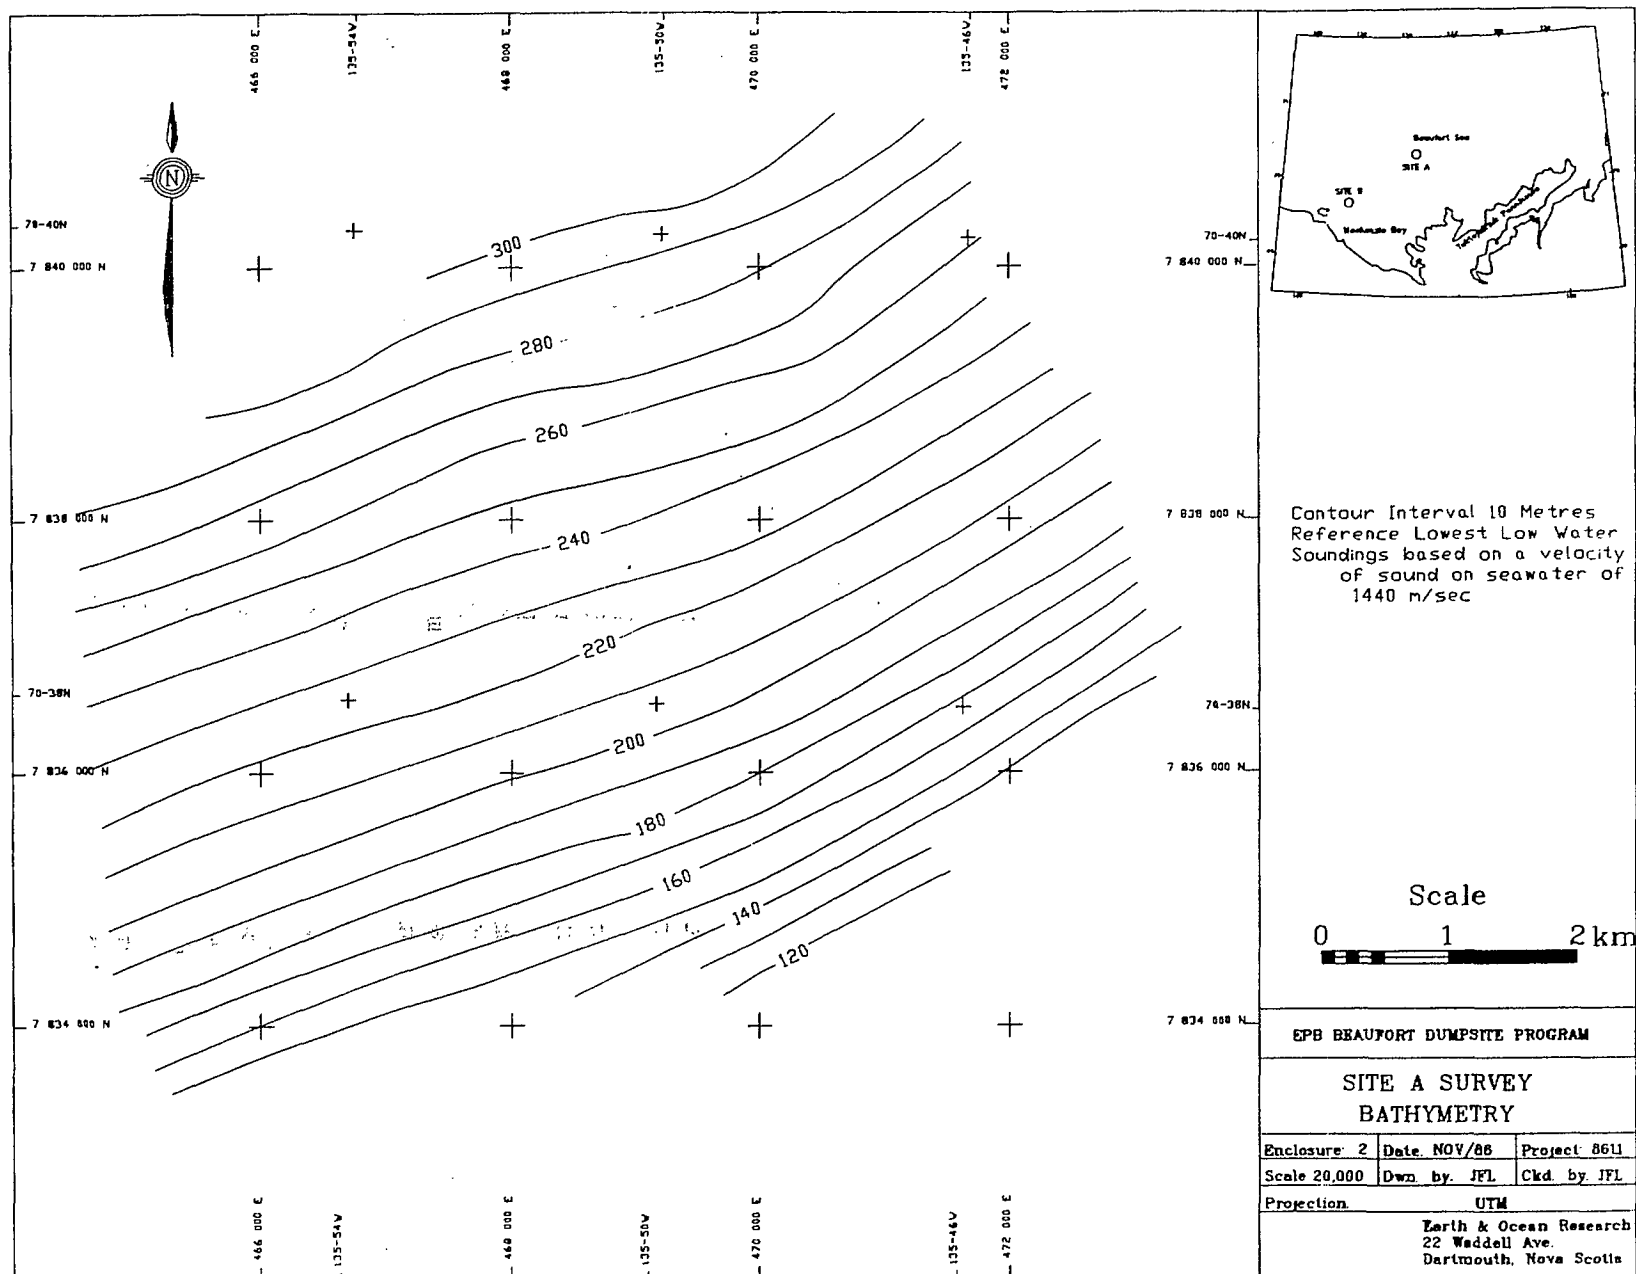 466 000 E
135-54W
468 000 E
135-50W
470 000 E
135-46W
472 000 E
N
70-40N
7 840 000 N
300
280
260
240
220
200
180
160
140
120
70-40N
7 840 000 N
7 838 000 N
7 838 000 N
70-38N
70-38N
7 836 000 N
7 836 000 N
7 834 000 N
7 834 000 N
466 000 E
135-54W
468 000 E
135-50W
470 000 E
135-46W
472 000 E
Beaufort Sea
SITE A
SITE B
Mackenzie Bay
Contour Interval 10 Metres
Reference Lowest Low Water
Soundings based on a velocity
of sound on seawater of
1440 m/sec
Scale
0 1 2 km
EPB BEAUFORT DUMPSITE PROGRAM
SITE A SURVEY
BATHYMETRY
Enclosure: 2 Date. NOV/86 Project: 8611
Scale 20,000 Dwn. by. JFL Ckd. by. JFL
Projection. UTM
Earth & Ocean Research
22 Waddell Ave.
Dartmouth, Nova Scotia